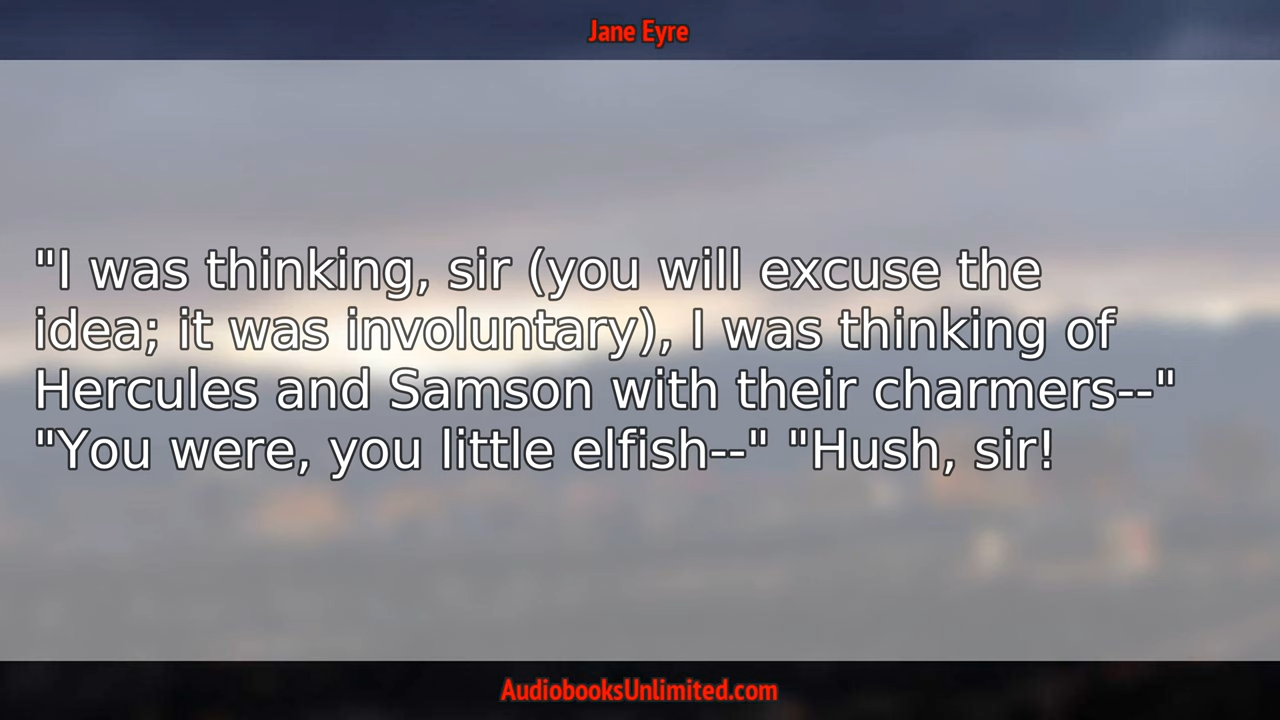 Jane Eyre
"I was thinking, sir (you will excuse the
idea; it was involuntary), I was thinking of
Hercules and Samson with their charmers--"
"You were, you little elfish--" "Hush, sir!
AudiobooksUnlimited.com